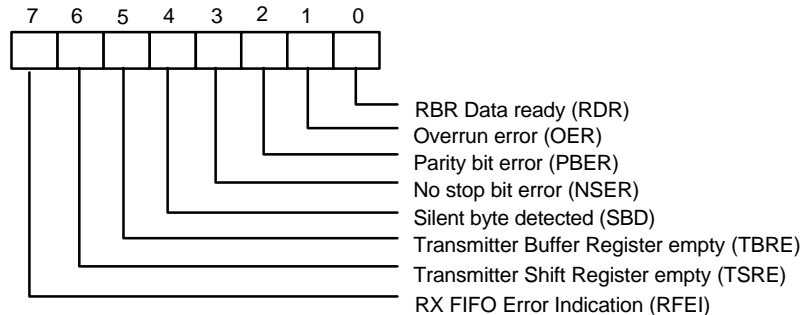 7 6 5 4 3 2 1 0
RBR Data ready (RDR)
Overrun error (OER)
Parity bit error (PBER)
No stop bit error (NSER)
Silent byte detected (SBD)
Transmitter Buffer Register empty (TBRE)
Transmitter Shift Register empty (TSRE)
RX FIFO Error Indication (RFEI)